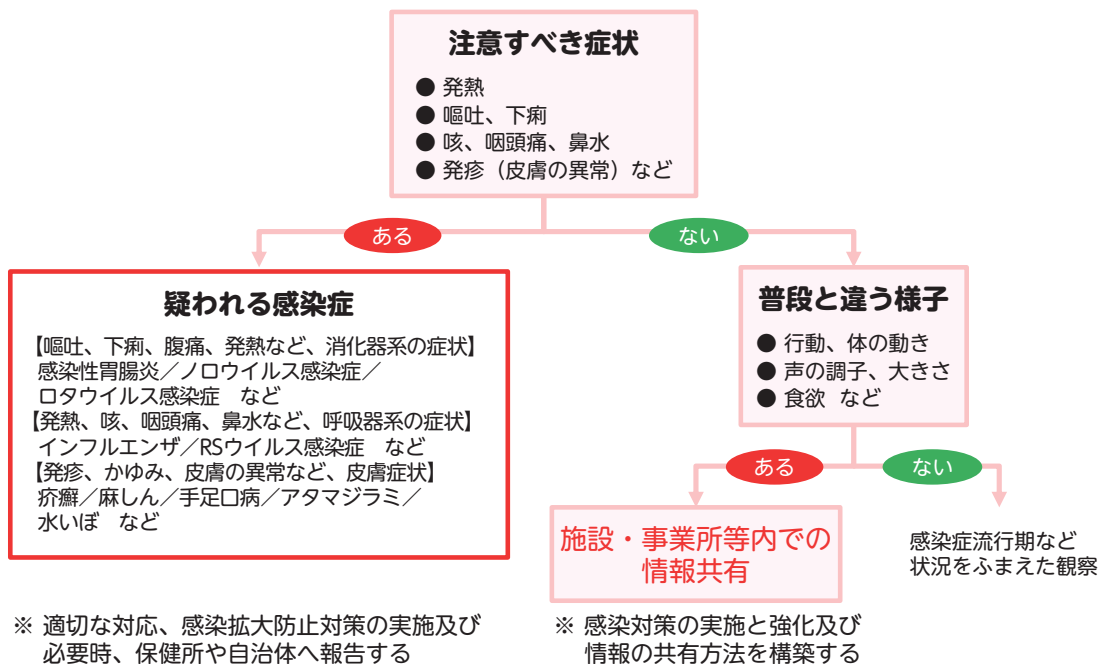 注意すべき症状
● 発熱
● 嘔吐、下痢
● 咳、咽頭痛、鼻水
● 発疹（皮膚の異常）など
ある
ない
疑われる感染症
【嘔吐、下痢、腹痛、発熱など、消化器系の症状】
感染性胃腸炎／ノロウイルス感染症／
ロタウイルス感染症　など
【発熱、咳、咽頭痛、鼻水など、呼吸器系の症状】
インフルエンザ／RSウイルス感染症　など
【発疹、かゆみ、皮膚の異常など、皮膚症状】
疥癬／麻しん／手足口病／アタマジラミ／
水いぼ　など
※ 適切な対応、感染拡大防止対策の実施及び
必要時、保健所や自治体へ報告する
普段と違う様子
● 行動、体の動き
● 声の調子、大きさ
● 食欲 など
ある
ない
施設・事業所等内での
情報共有
※ 感染対策の実施と強化及び
情報の共有方法を構築する
感染症流行期など
状況をふまえた観察